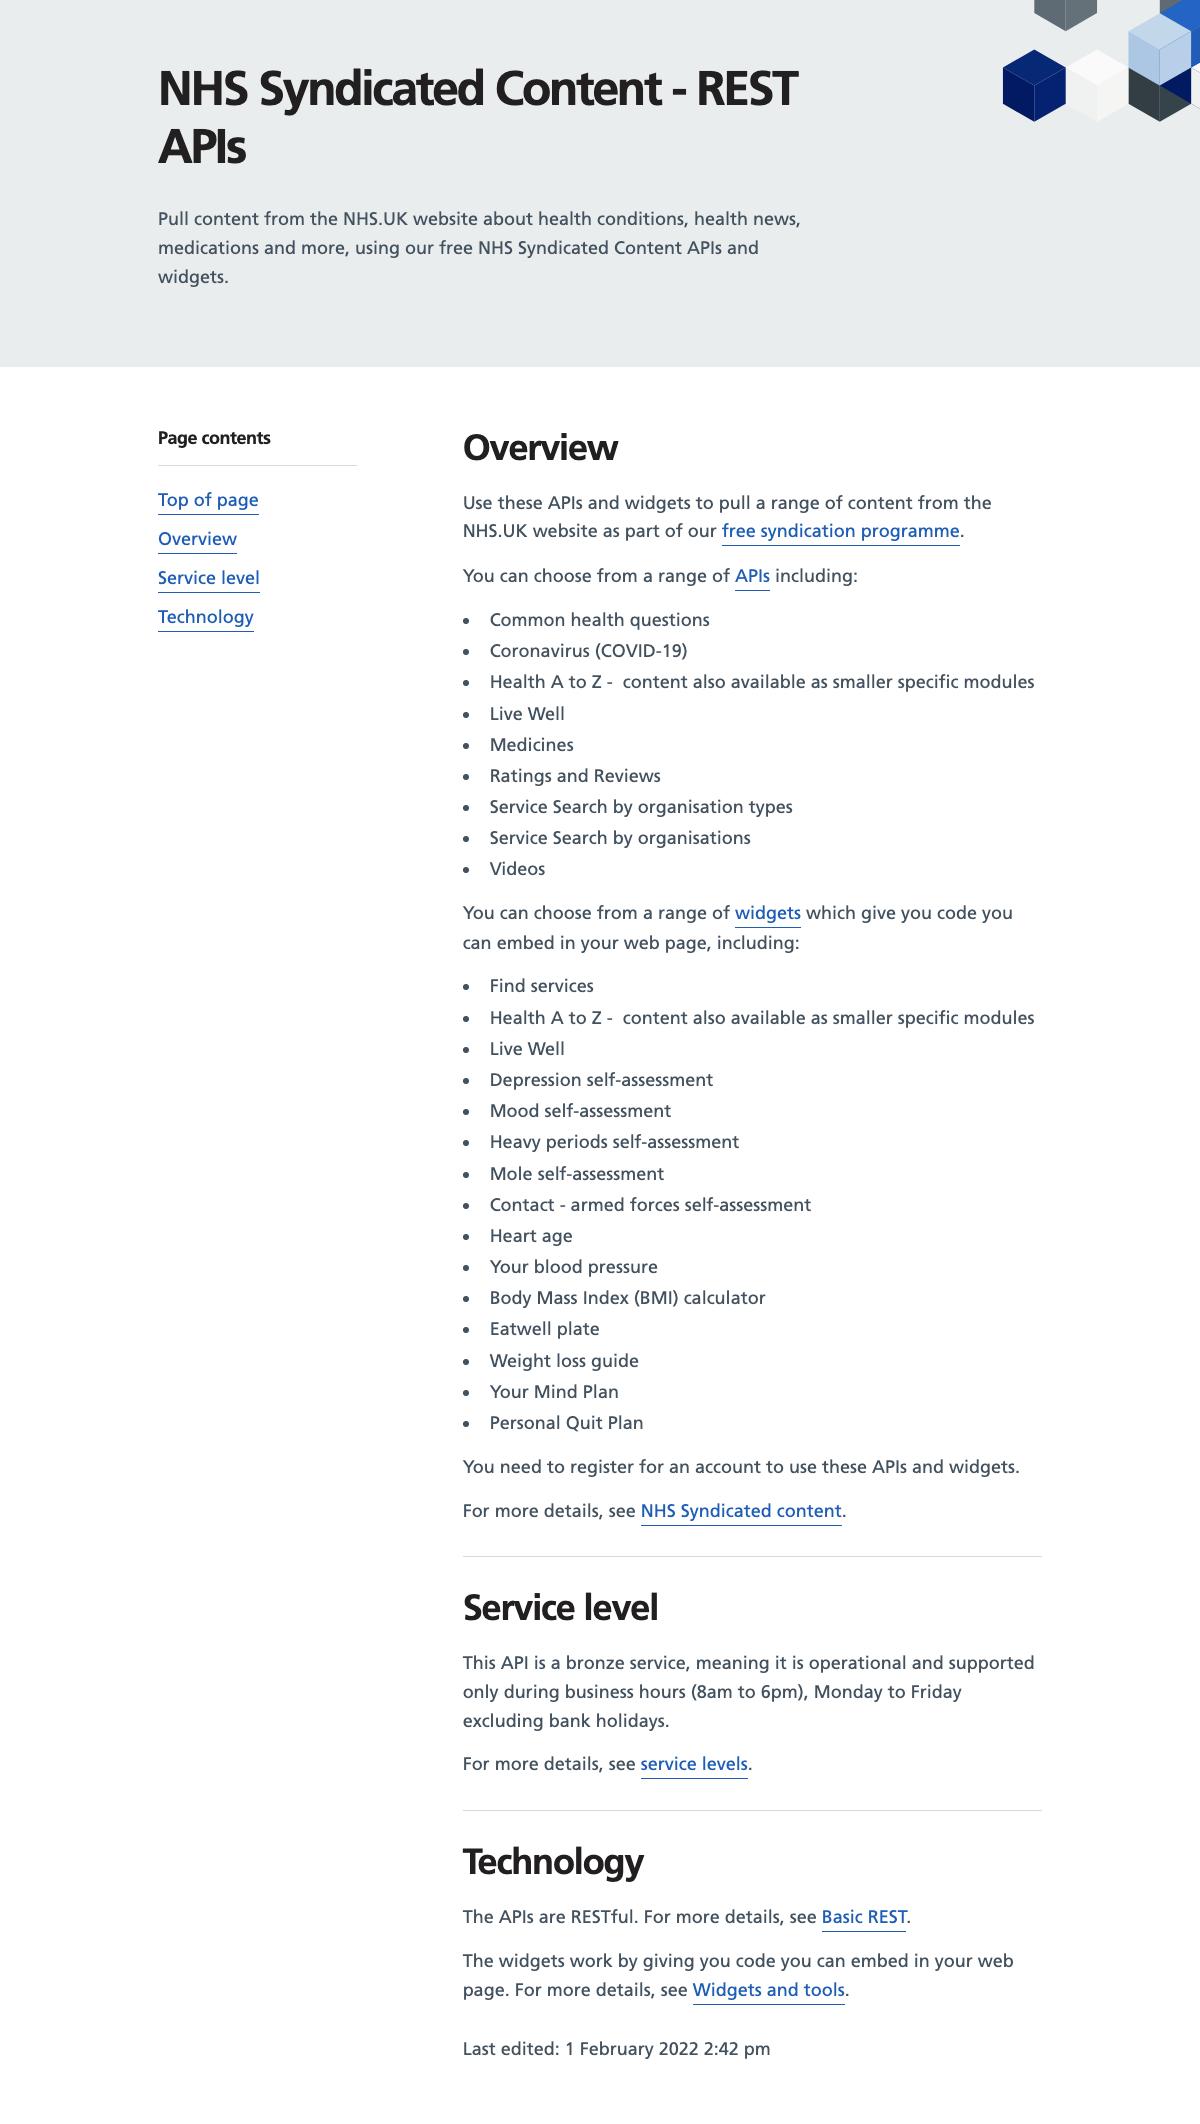 NHS Syndicated Content - REST
APIs
Pull content from the NHS.UK website about health conditions, health news,
medications and more, using our free NHS Syndicated Content APIs and
widgets.
Page contents
Top of page
Overview
Service level
Technology
Overview
Use these APIs and widgets to pull a range of content from the
NHS.UK website as part of our free syndication programme.
You can choose from a range of APIs including:
• Common health questions
• Coronavirus (COVID-19)
• Health A to Z -  content also available as smaller specific modules
• Live Well
• Medicines
• Ratings and Reviews
• Service Search by organisation types
• Service Search by organisations
• Videos
You can choose from a range of widgets which give you code you
can embed in your web page, including:
• Find services
• Health A to Z -  content also available as smaller specific modules
• Live Well
• Depression self-assessment
• Mood self-assessment
• Heavy periods self-assessment
• Mole self-assessment
• Contact - armed forces self-assessment
• Heart age
• Your blood pressure
• Body Mass Index (BMI) calculator
• Eatwell plate
• Weight loss guide
• Your Mind Plan
• Personal Quit Plan
You need to register for an account to use these APIs and widgets.
For more details, see NHS Syndicated content.
Service level
This API is a bronze service, meaning it is operational and supported
only during business hours (8am to 6pm), Monday to Friday
excluding bank holidays.
For more details, see service levels.
Technology
The APIs are RESTful. For more details, see Basic REST.
The widgets work by giving you code you can embed in your web
page. For more details, see Widgets and tools.
Last edited: 1 February 2022 2:42 pm